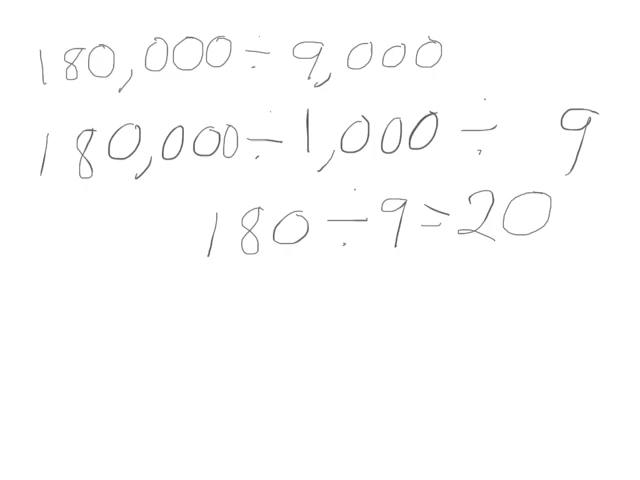 180,000 ÷ 9,000
180,000 ÷ 1,000 ÷ 9
180 ÷ 9 = 20